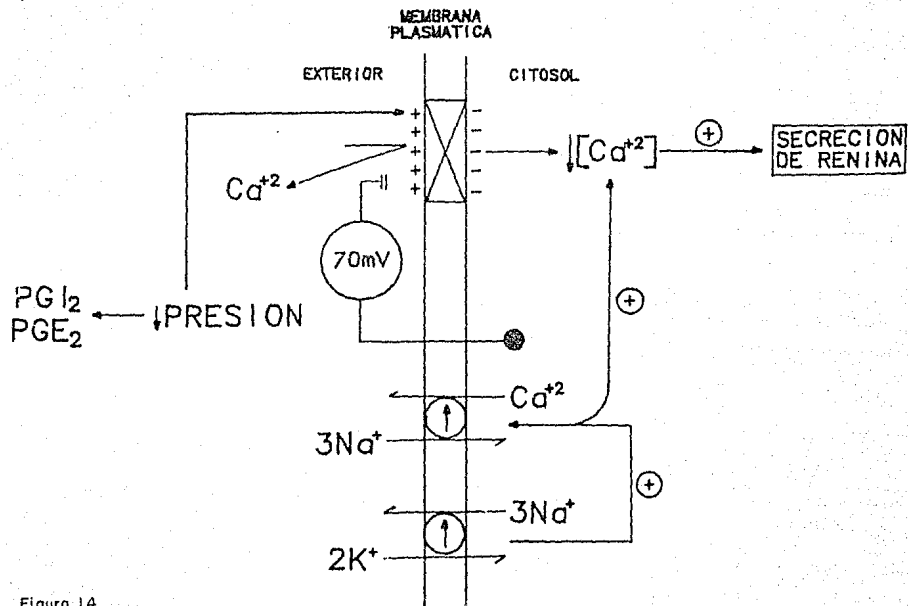 MEMBRANA
PLASMATICA
EXTERIOR
CITOSOL
+ -
+ -
+ -
+ -
+ -
Ca+2
↓[Ca+2]
+
SECRECION
DE RENINA
70mV
PGI2
PGE2
↓PRESION
+
Ca+2
3Na+
+
3Na+
2K+
Figura 14